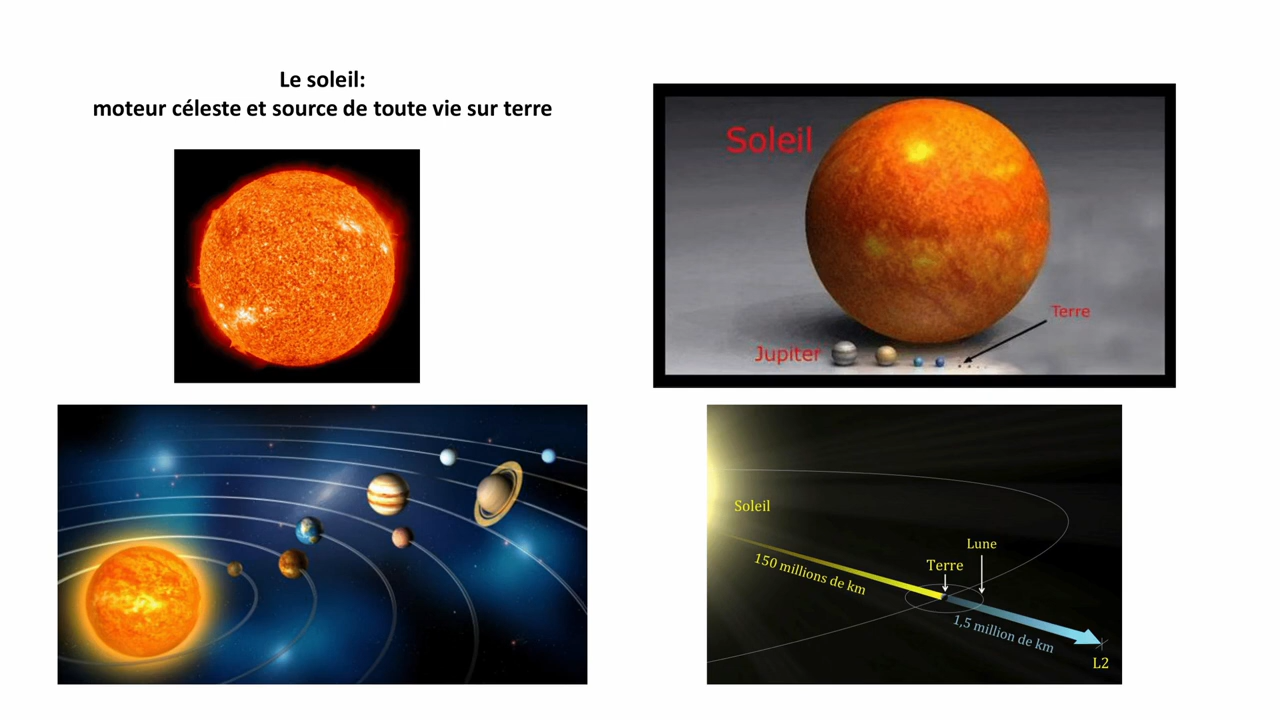 Le soleil:
moteur céleste et source de toute vie sur terre
Soleil
Terre
Jupiter
Soleil
150 millions de km
Terre
Lune
1,5 million de km
L2